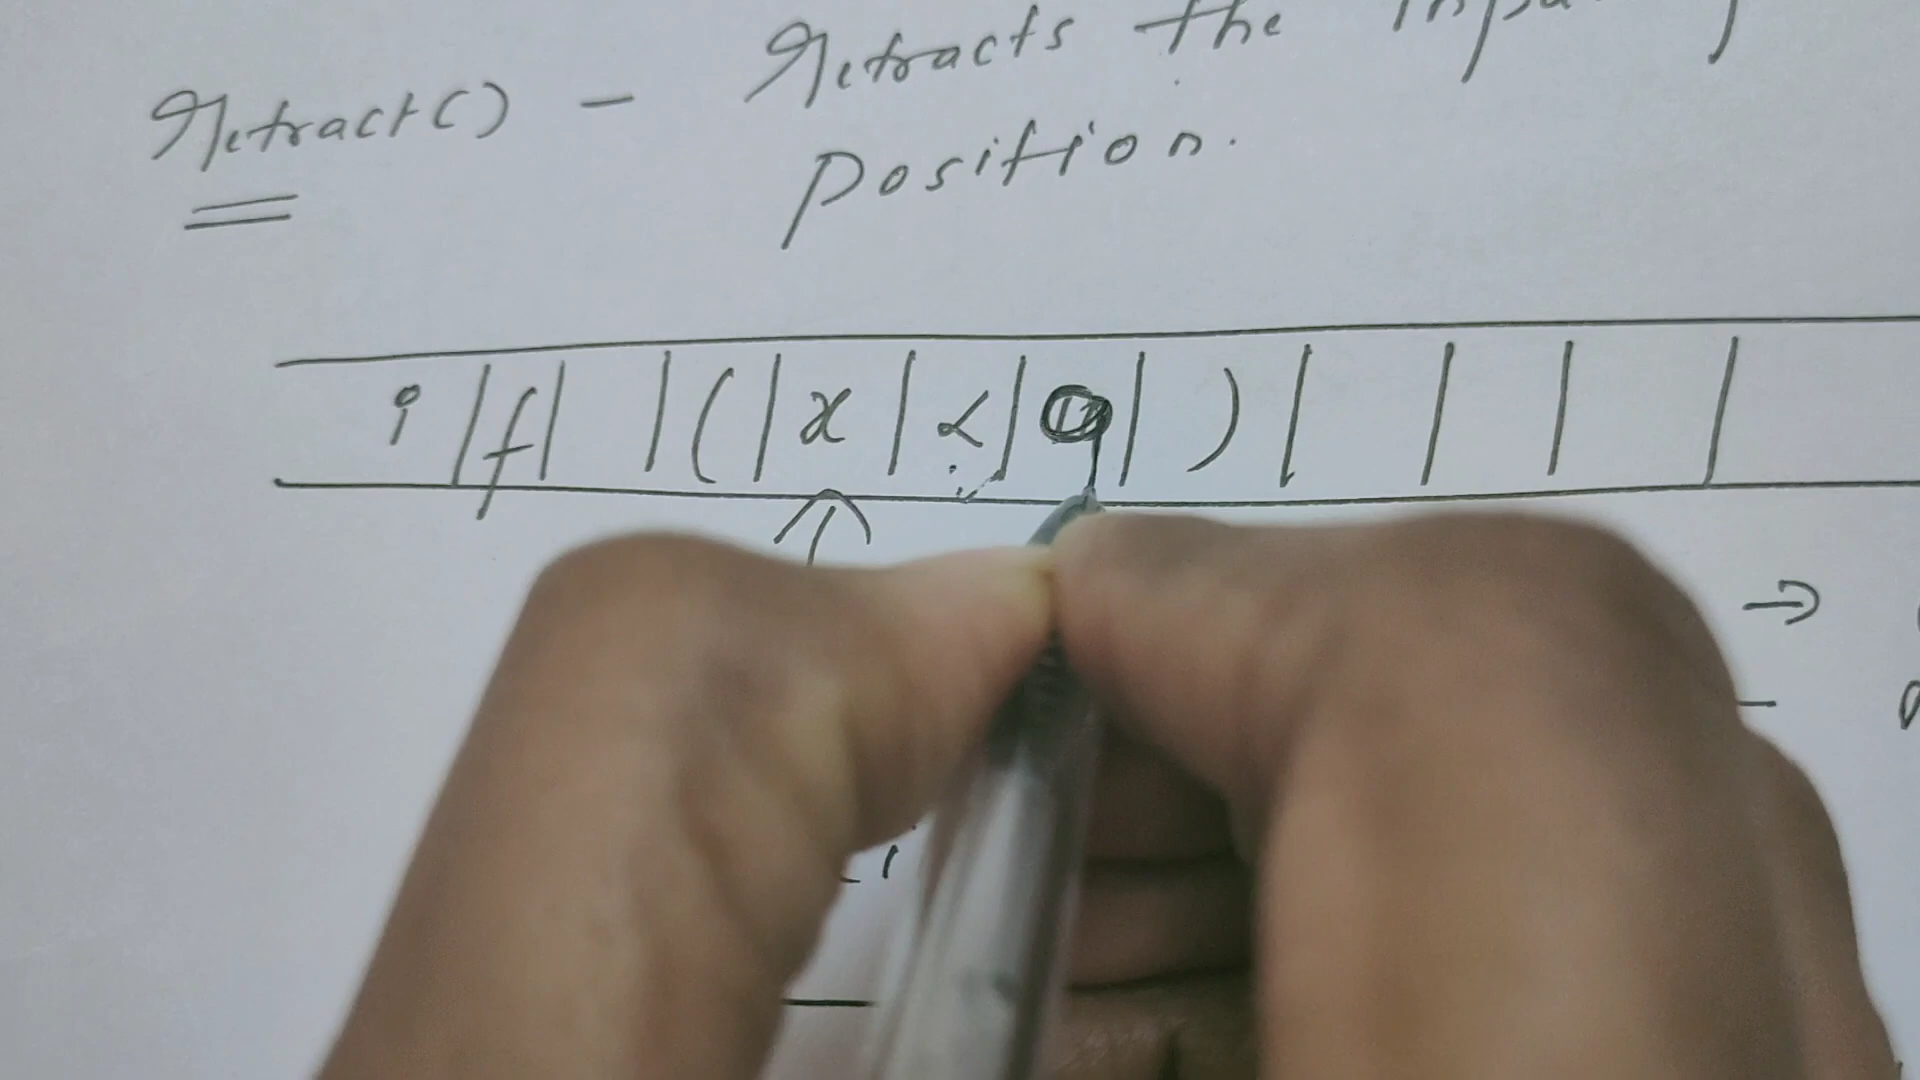 retract() - retracts the
position.
i | f | | ( | x | < | 9 | ) | | | |
→